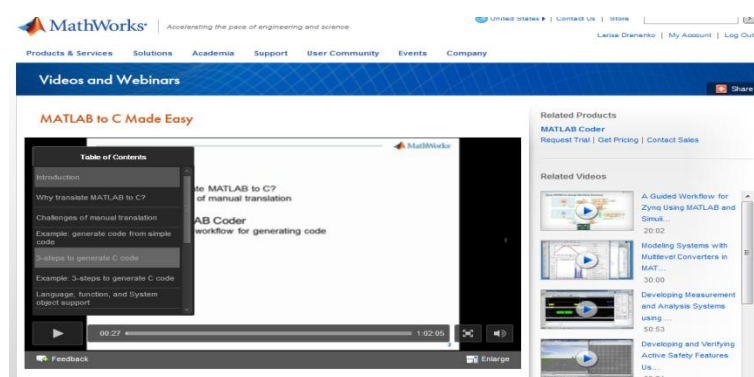 MathWorks®
Accelerating the pace of engineering and science
United States | Contact Us | Store
Larisa | My Account | Log Out
Products & Services Solutions Academia Support User Community Events Company
Videos and Webinars
Share
MATLAB to C Made Easy
MathWorks
Table of Contents
Introduction
Why translate MATLAB to C?
Challenges of manual translation
Example: generate code from simple
code
3-steps to generate C code
Example: 3-steps to generate C code
Language, function, and System
object support
te MATLAB to C?
of manual translation
AB Coder
workflow for generating code
00:27
1:02:05
Feedback
Enlarge
Related Products
MATLAB Coder
Request Trial | Get Pricing | Contact Sales
Related Videos
A Guided Workflow for
Zynq Using MATLAB and
Simuli...
20:02
Modeling Systems with
Multilevel Converters in
MAT...
30:00
Developing Measurement
and Analysis Systems
using ...
50:53
Developing and Verifying
Active Safety Features
Us...